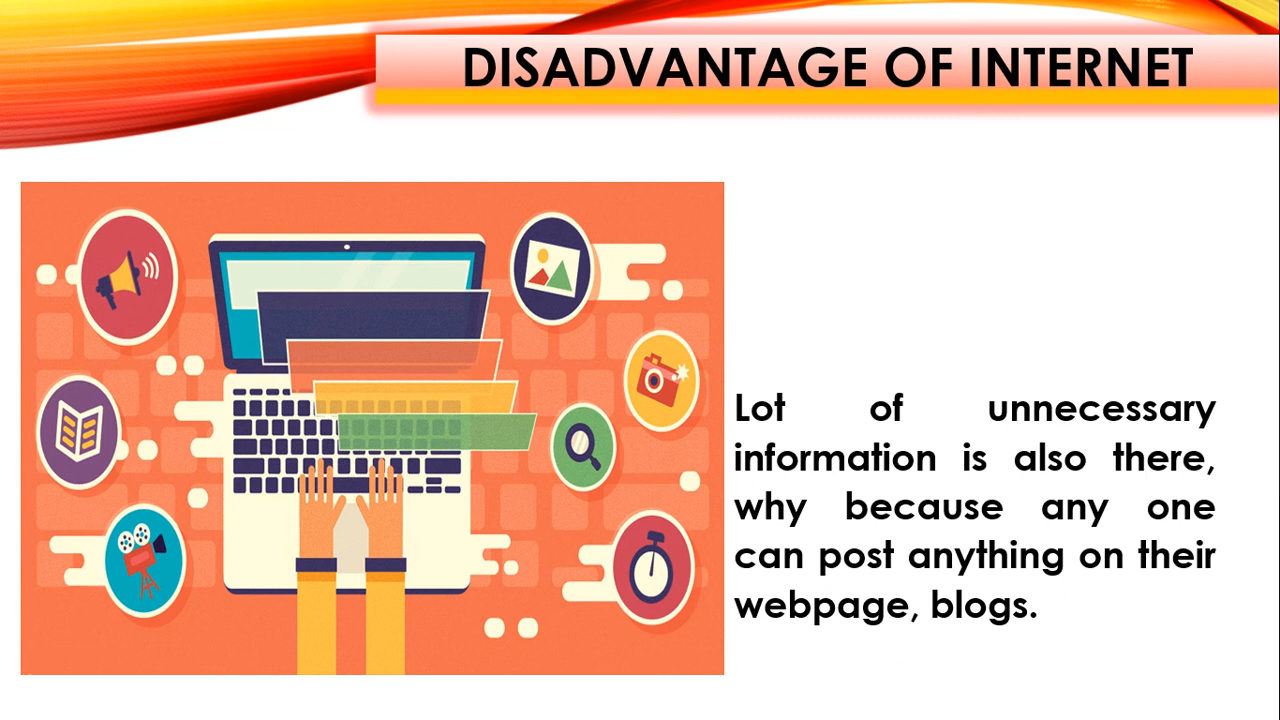 DISADVANTAGE OF INTERNET
Lot of unnecessary
information is also there,
why because any one
can post anything on their
webpage, blogs.